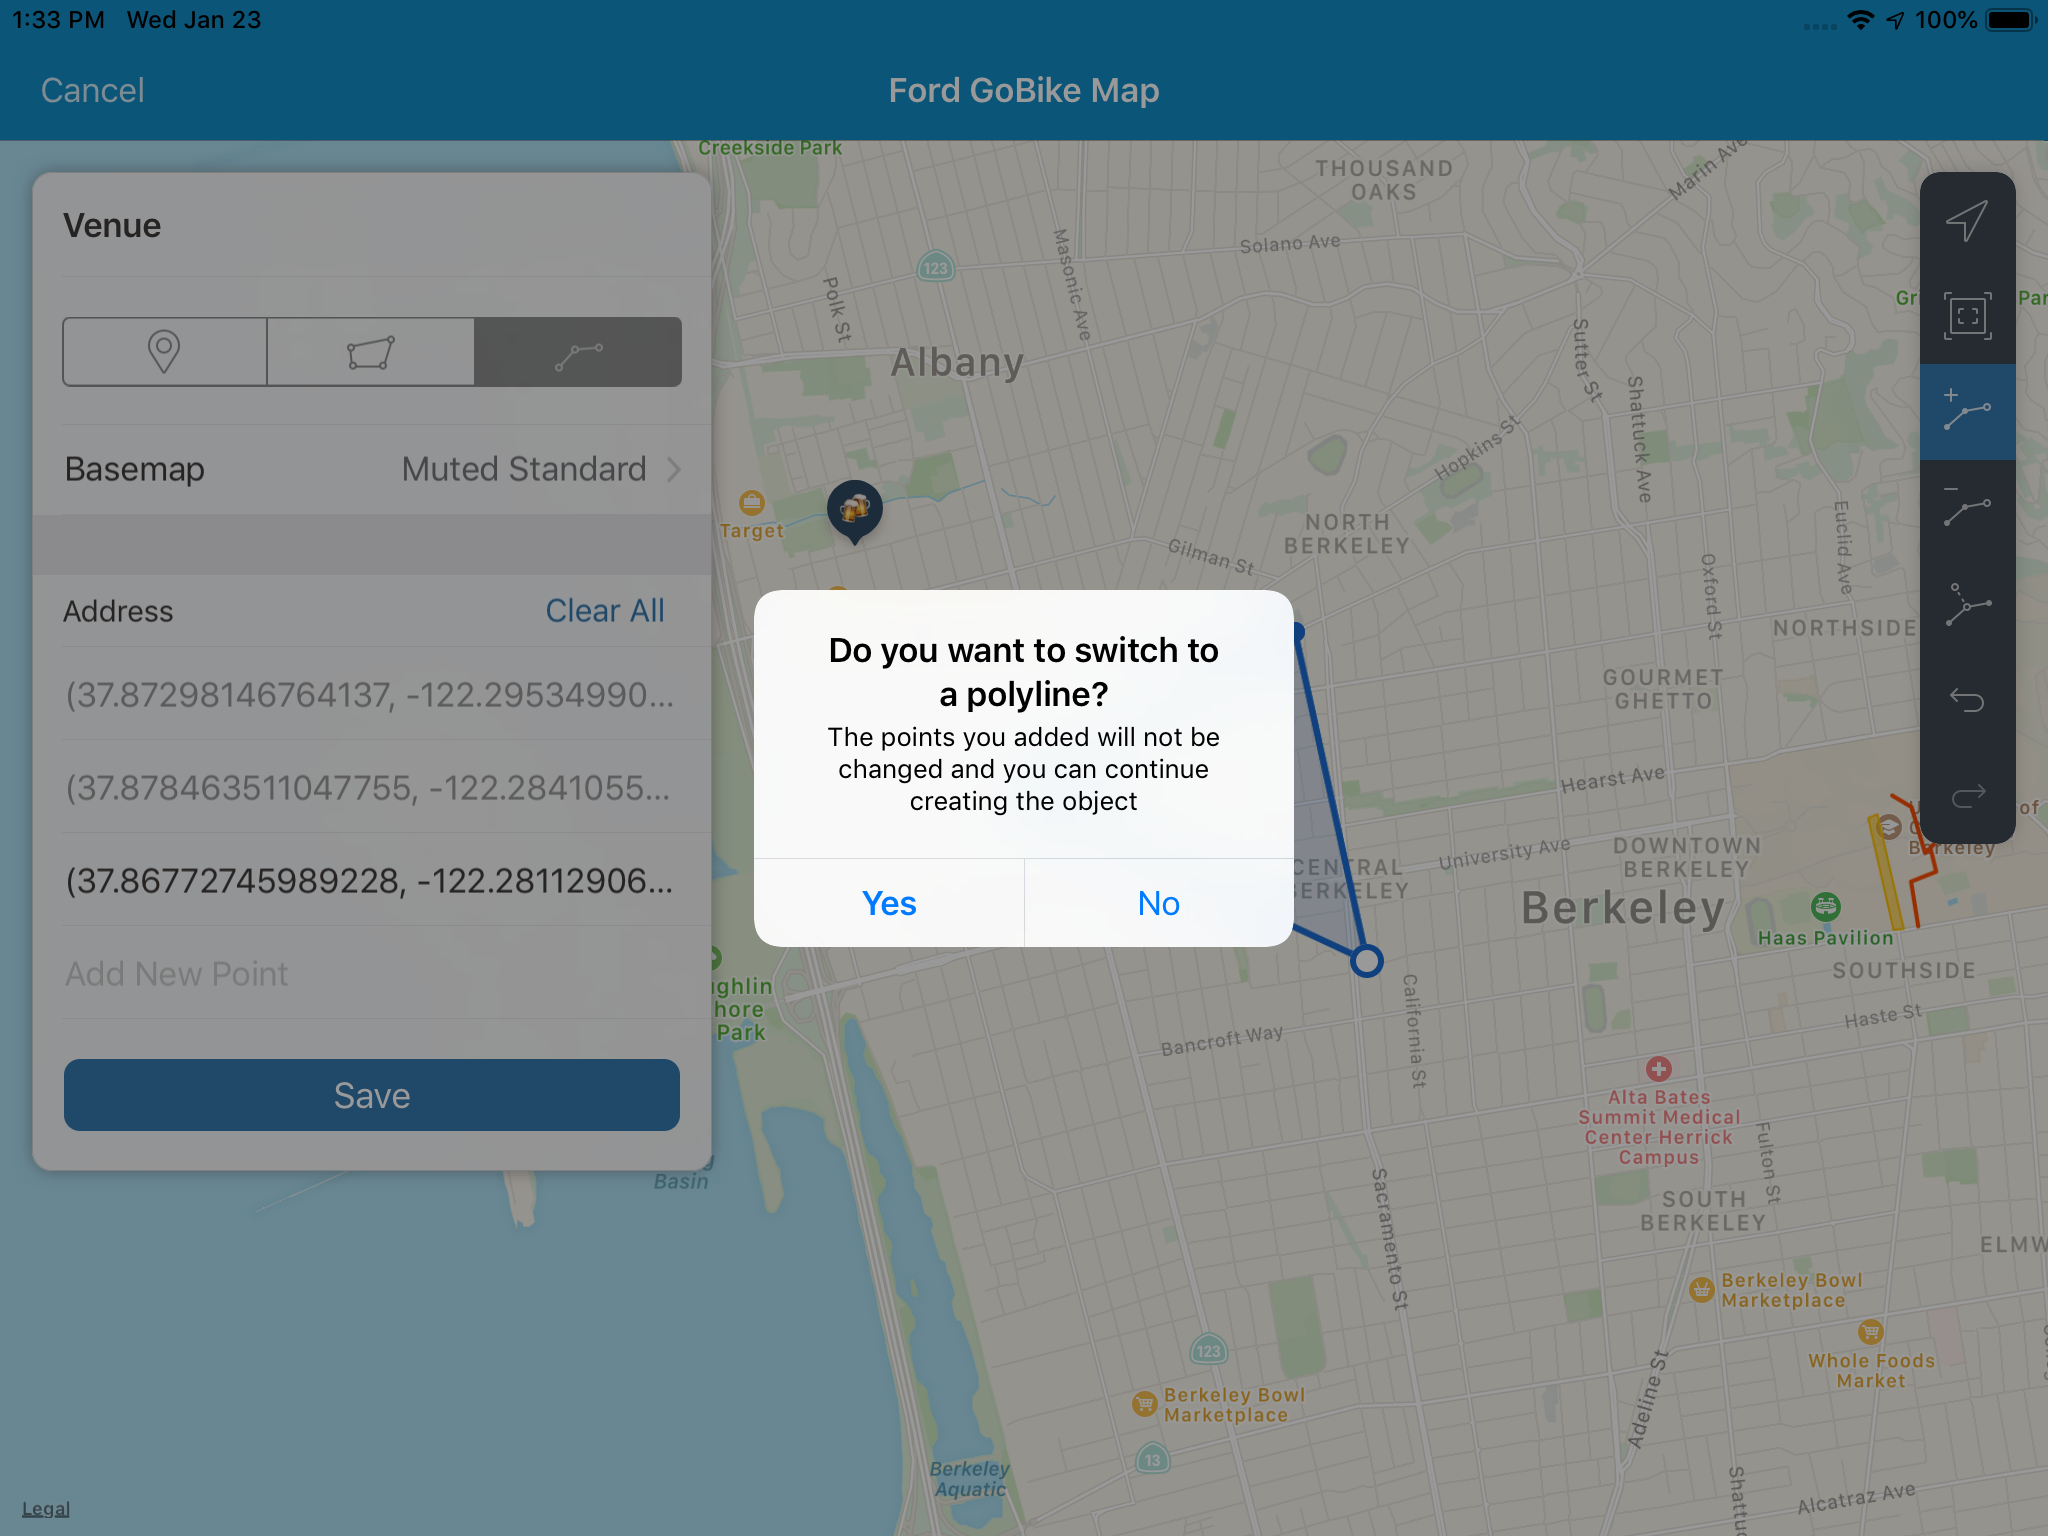 1:33 PM Wed Jan 23
100%
Cancel
Ford GoBike Map
Venue
Basemap
Muted Standard
Address
Clear All
(37.87298146764137, -122.29534990...
(37.878463511047755, -122.2841055...
(37.86772745989228, -122.28112906...
Add New Point
Save
Do you want to switch to
a polyline?
The points you added will not be
changed and you can continue
creating the object
Yes
No
Creekside Park
THOUSAND
OAKS
Marin Ave
Solano Ave
123
Masonic Ave
Polk St
Albany
Sutter St
Shattuck Ave
Hopkins St
Target
NORTH
BERKELEY
Gilman St
Euclid Ave
Oxford St
NORTHSIDE
GOURMET
GHETTO
Hearst Ave
University Ave
DOWNTOWN
BERKELEY
CENTRAL
BERKELEY
Berkeley
of
Berkeley
Haas Pavilion
SOUTHSIDE
Haste St
California St
Bancroft Way
Park
Alta Bates
Summit Medical
Center Herrick
Campus
Fulton St
Basin
Sacramento St
SOUTH
BERKELEY
ELMW
Berkeley Bowl
Marketplace
Whole Foods
Market
123
Adeline St
Berkeley Bowl
Marketplace
13
Berkeley
Aquatic
Shattuc
Alcatraz Ave
Legal